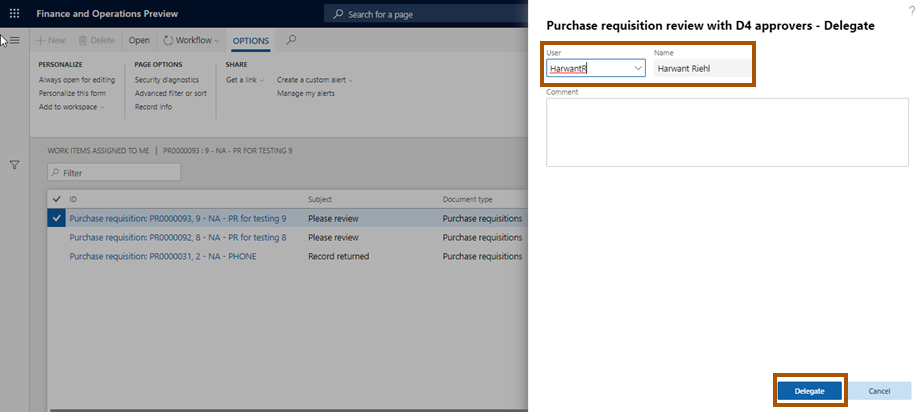 Finance and Operations Preview
Search for a page
?
New Delete Open Workflow OPTIONS
PERSONALIZE
Always open for editing
Personalize this form
Add to workspace
PAGE OPTIONS
Security diagnostics
Advanced filter or sort
Record info
SHARE
Get a link
Create a custom alert
Manage my alerts
WORK ITEMS ASSIGNED TO ME | PR0000093 : 9 - NA - PR FOR TESTING 9
Filter
ID Subject Document type
Purchase requisition: PR0000093, 9 - NA - PR for testing 9 Please review Purchase requisitions
Purchase requisition: PR0000092, 8 - NA - PR for testing 8 Please review Purchase requisitions
Purchase requisition: PR0000031, 2 - NA - PHONE Record returned Purchase requisitions
Purchase requisition review with D4 approvers - Delegate
User Name
HarwantR Harwant Riehl
Comment
Delegate Cancel